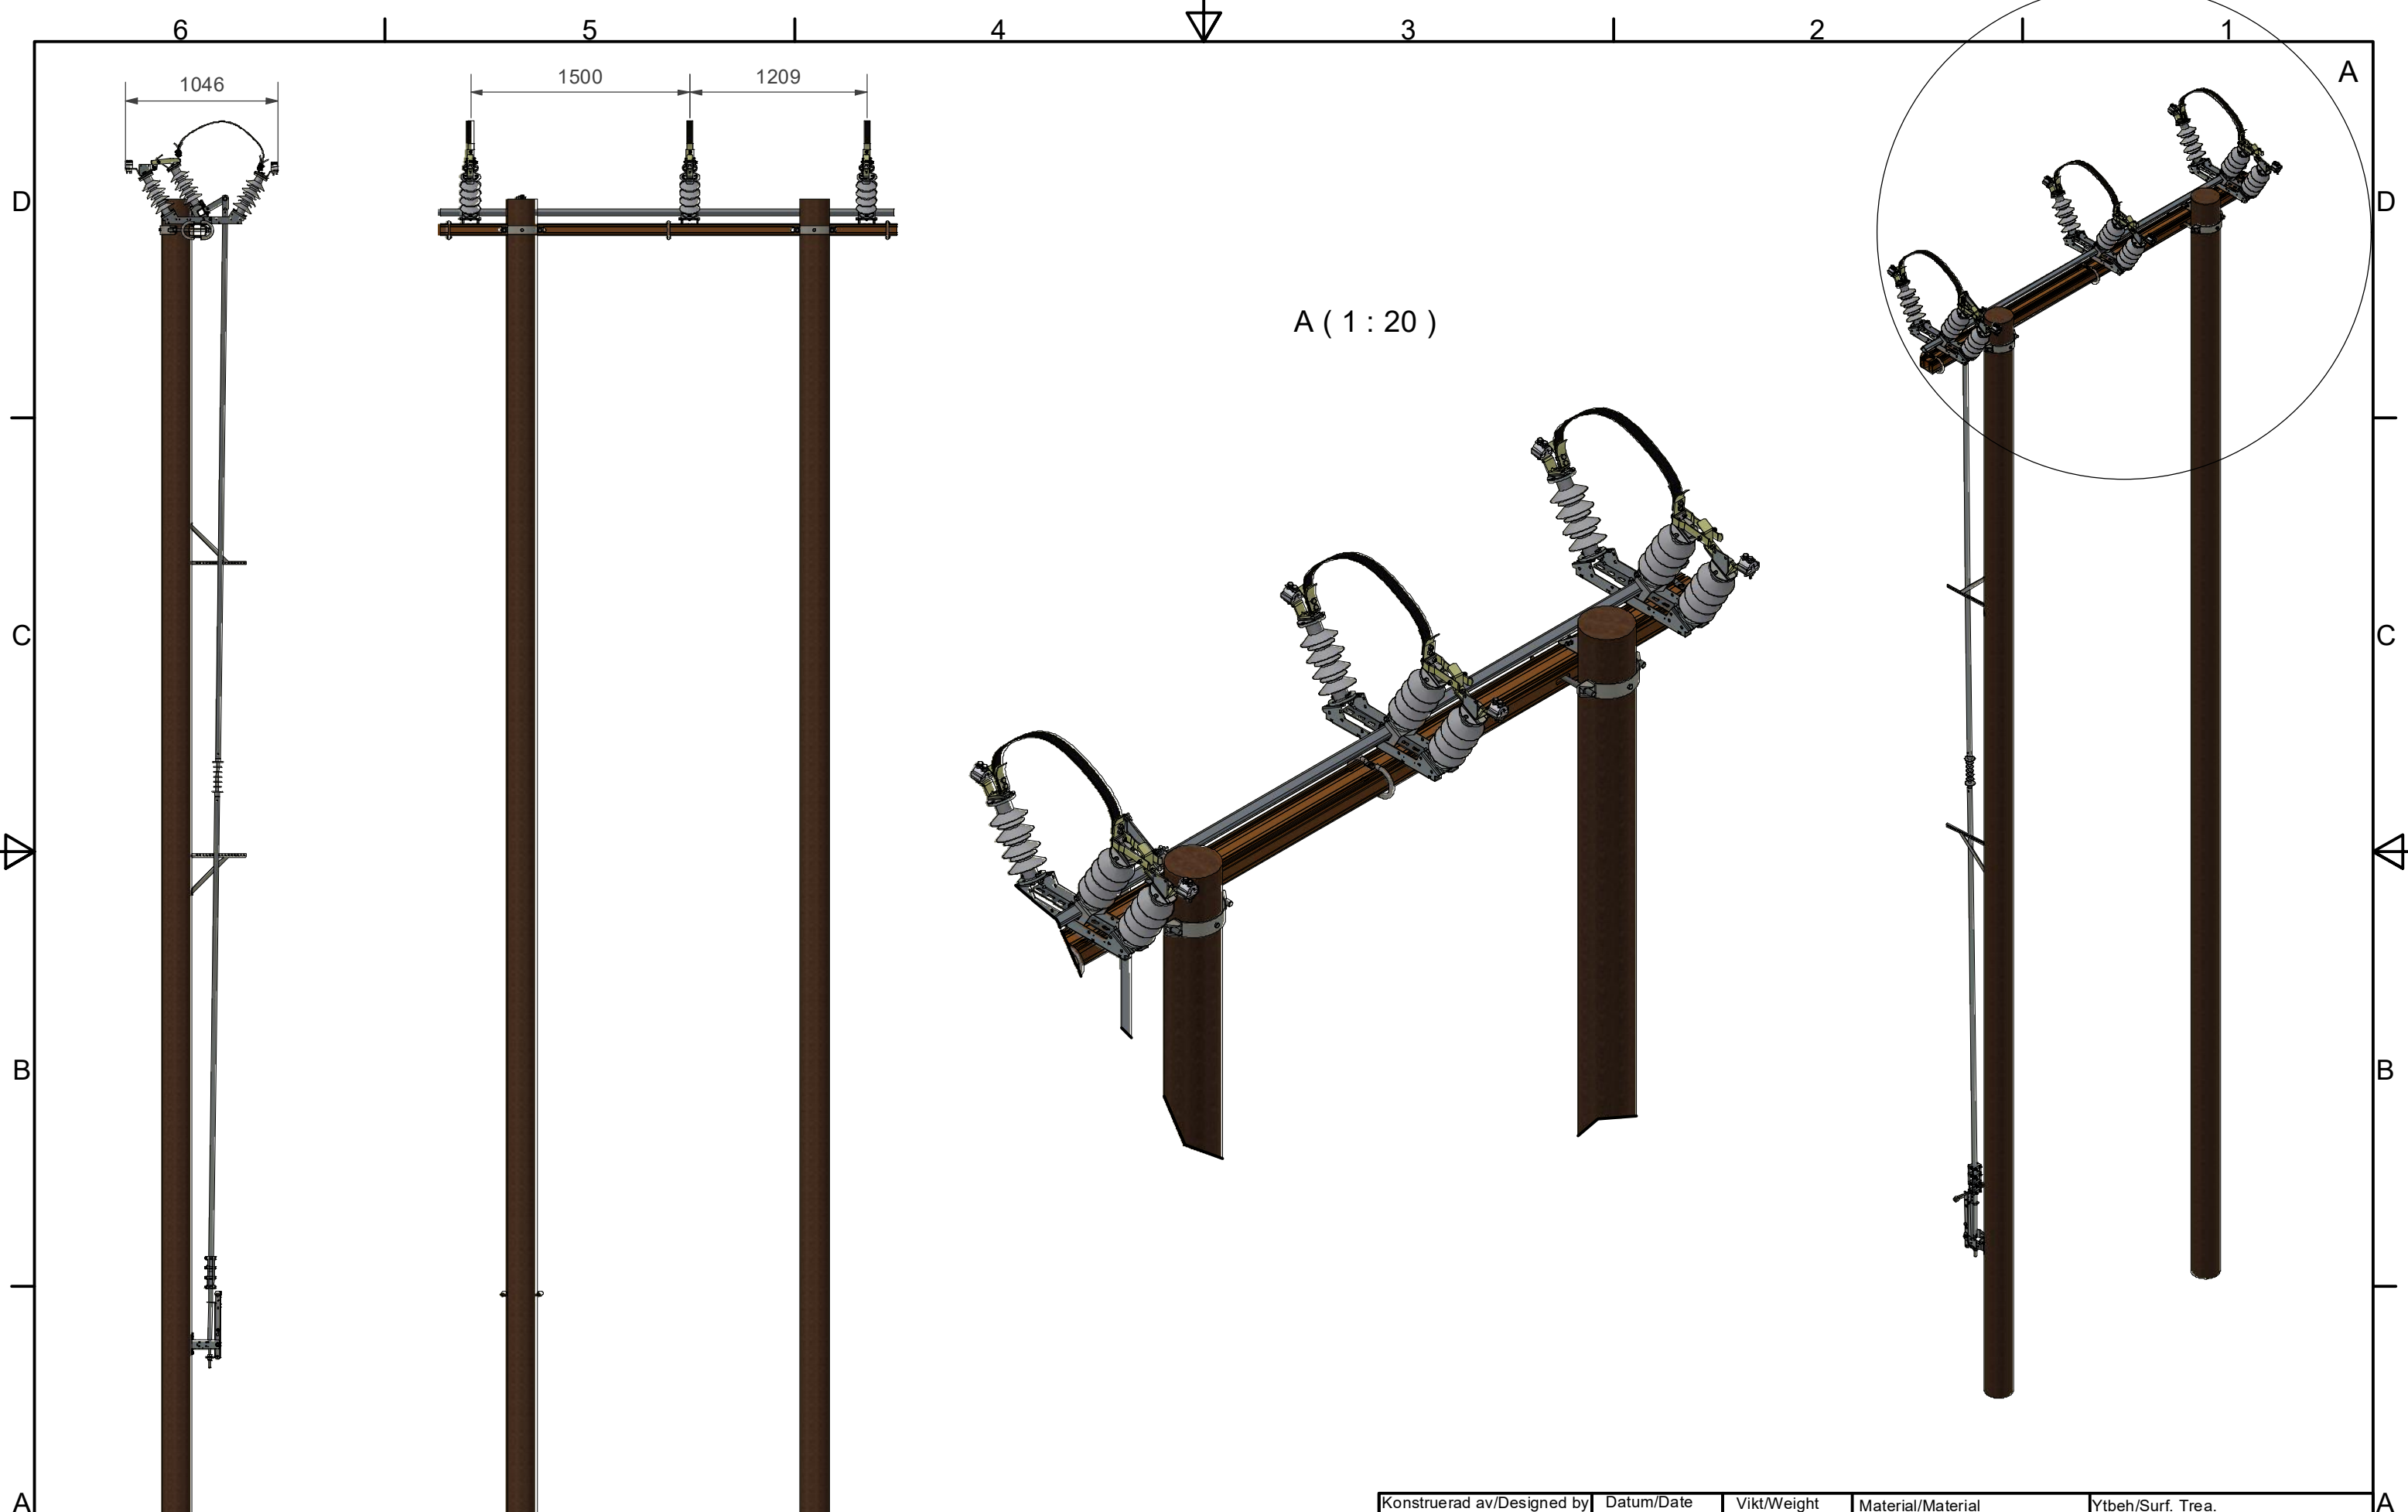 6 5 4 3 2 1
A
1046 1500 1209
D D
A ( 1 : 20 )
C C
B B
A A
Konstruerad av/Designed by Datum/Date Vikt/Weight Material/Material Ytbeh/Surf. Trea.